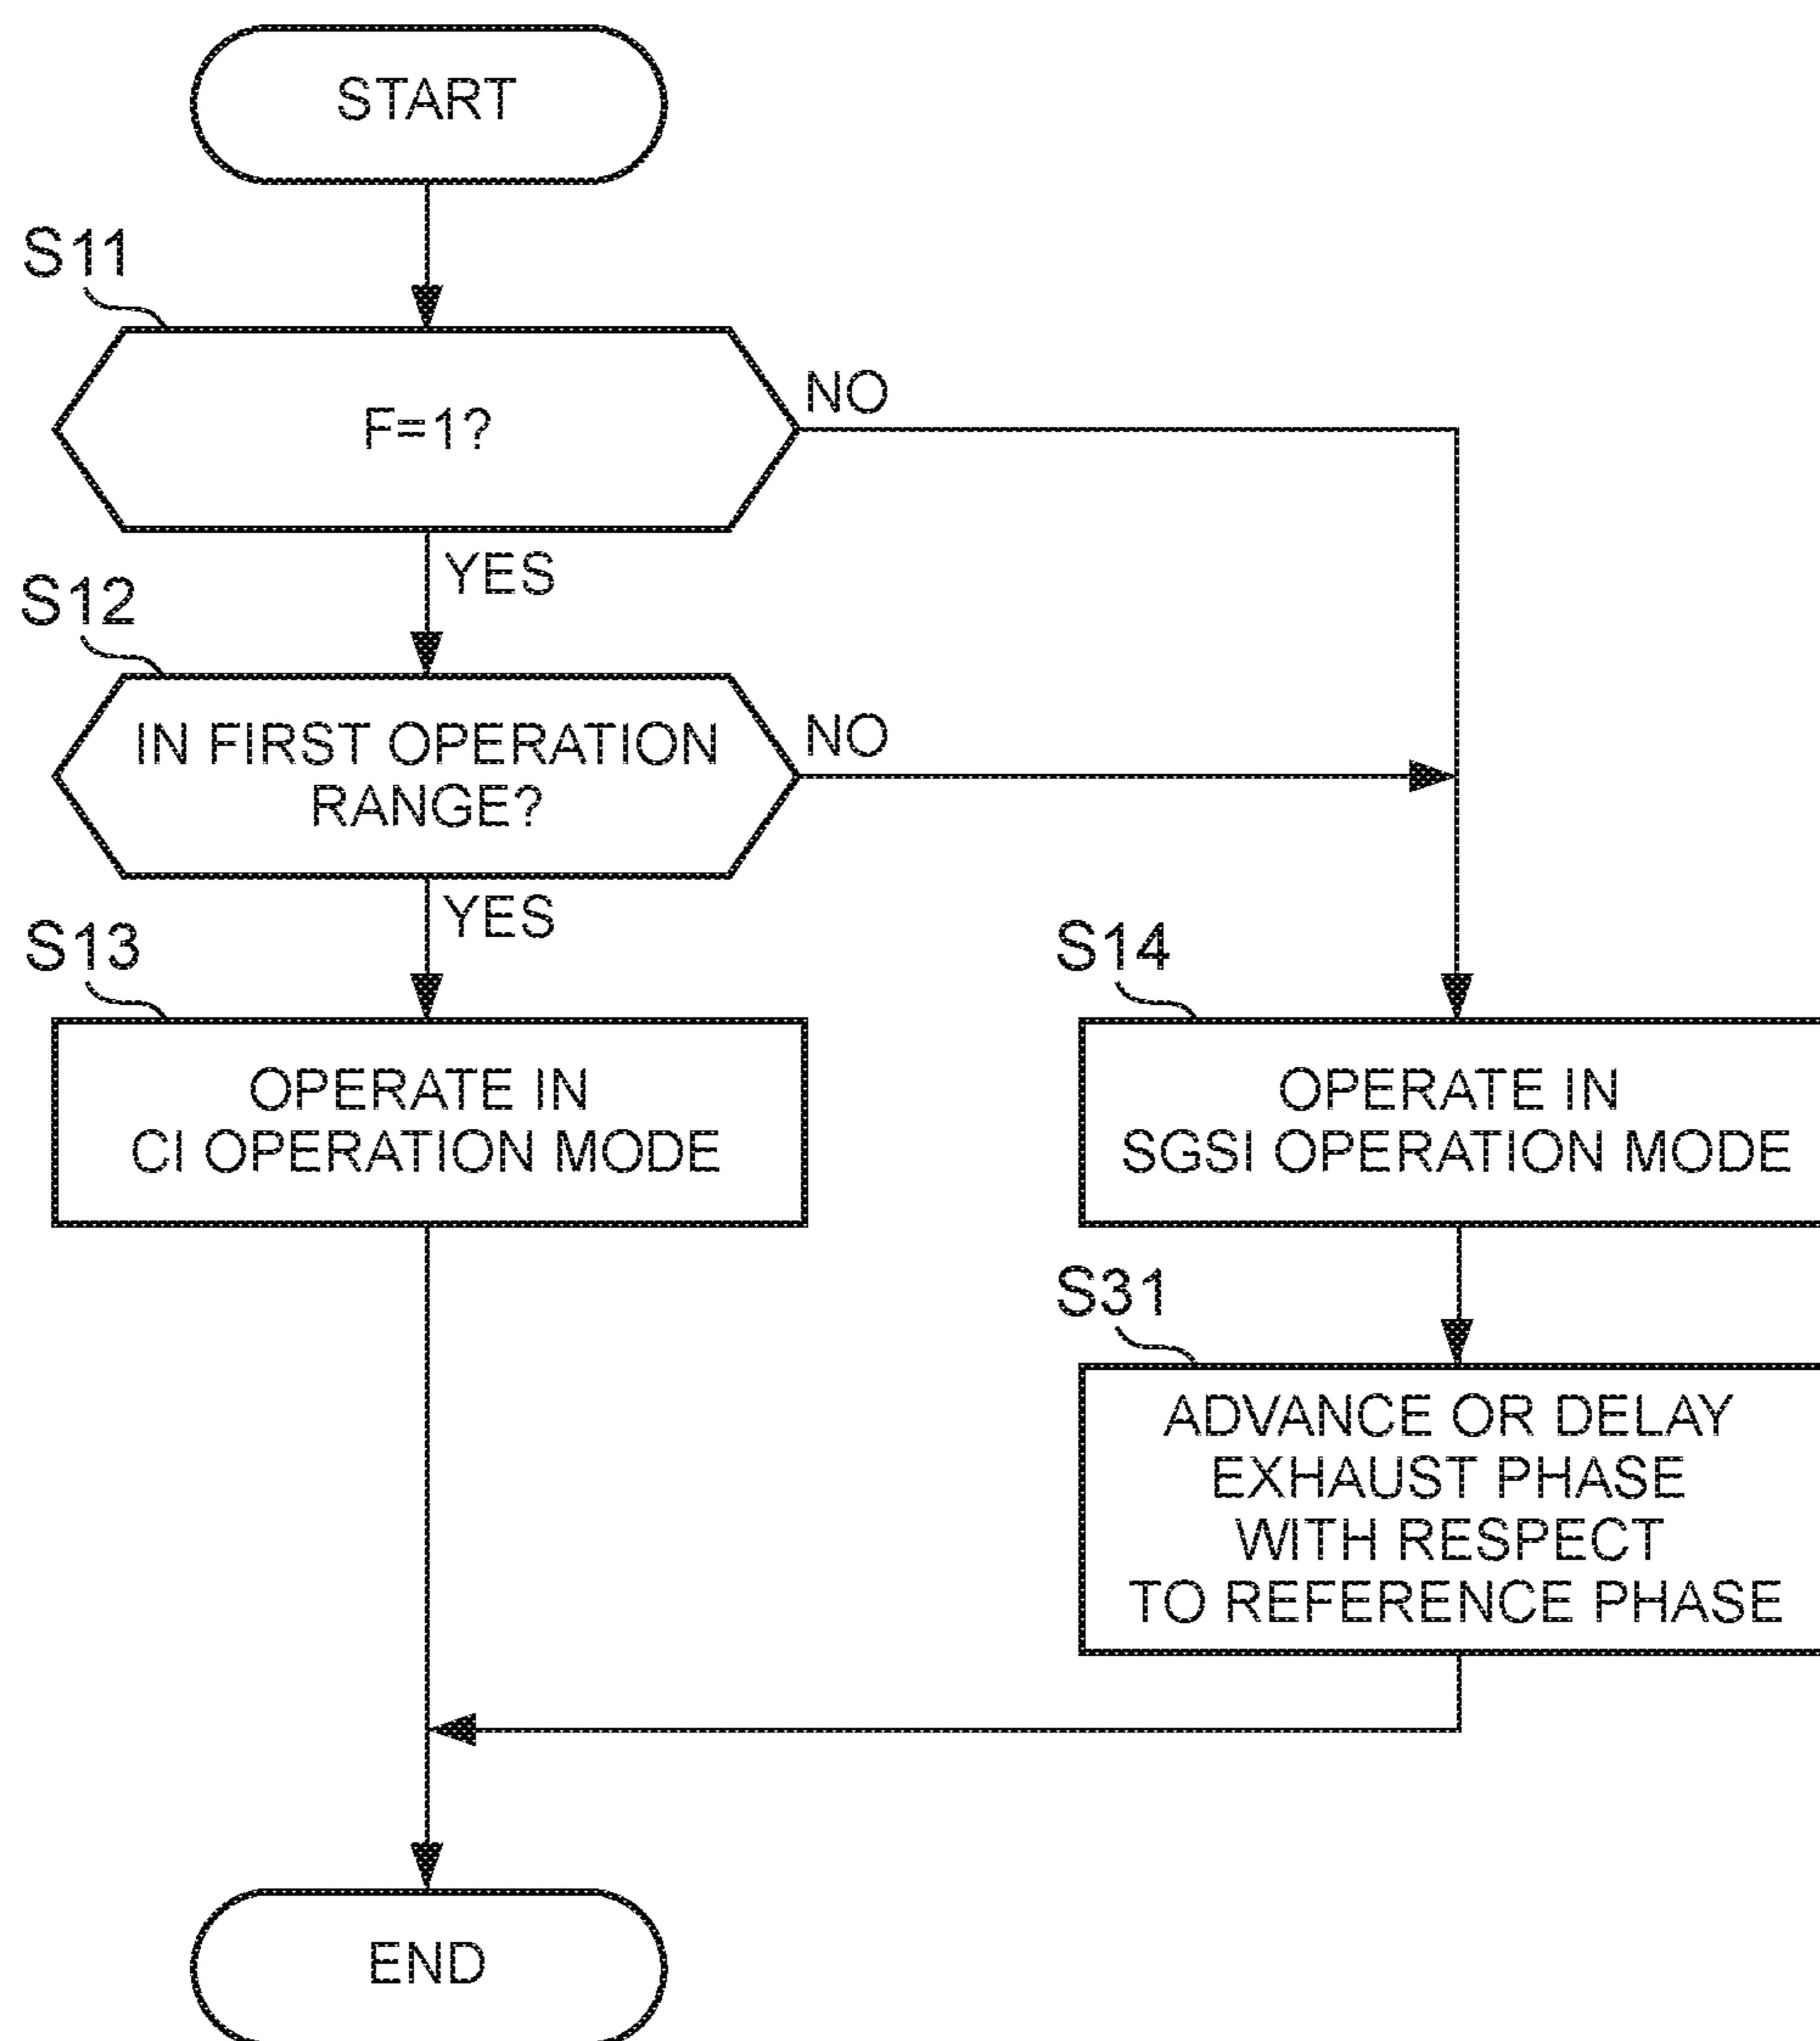 START
S11
F=1?
NO
YES
S12
IN FIRST OPERATION
RANGE?
NO
YES
S13
OPERATE IN
CI OPERATION MODE
S14
OPERATE IN
SGSI OPERATION MODE
S31
ADVANCE OR DELAY
EXHAUST PHASE
WITH RESPECT
TO REFERENCE PHASE
END